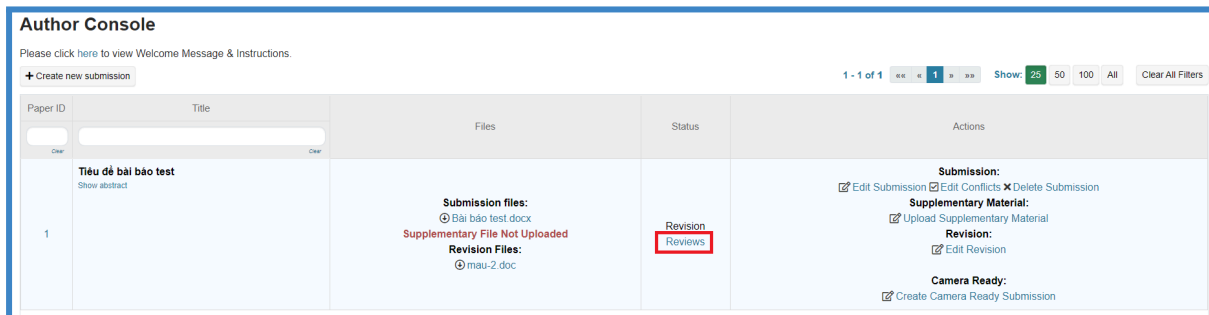 Author Console
Please click here to view Welcome Message & Instructions.
+ Create new submission
1 - 1 of 1 «« « 1 » »» Show: 25 50 100 All Clear All Filters
Paper ID Title Files Status Actions
Clear Clear
1
Tiêu đề bài báo test
Show abstract
Submission files:
Bài báo test.docx
Supplementary File Not Uploaded
Revision Files:
mau-2.doc
Revision
Reviews
Submission:
Edit Submission Edit Conflicts Delete Submission
Supplementary Material:
Upload Supplementary Material
Revision:
Edit Revision
Camera Ready:
Create Camera Ready Submission